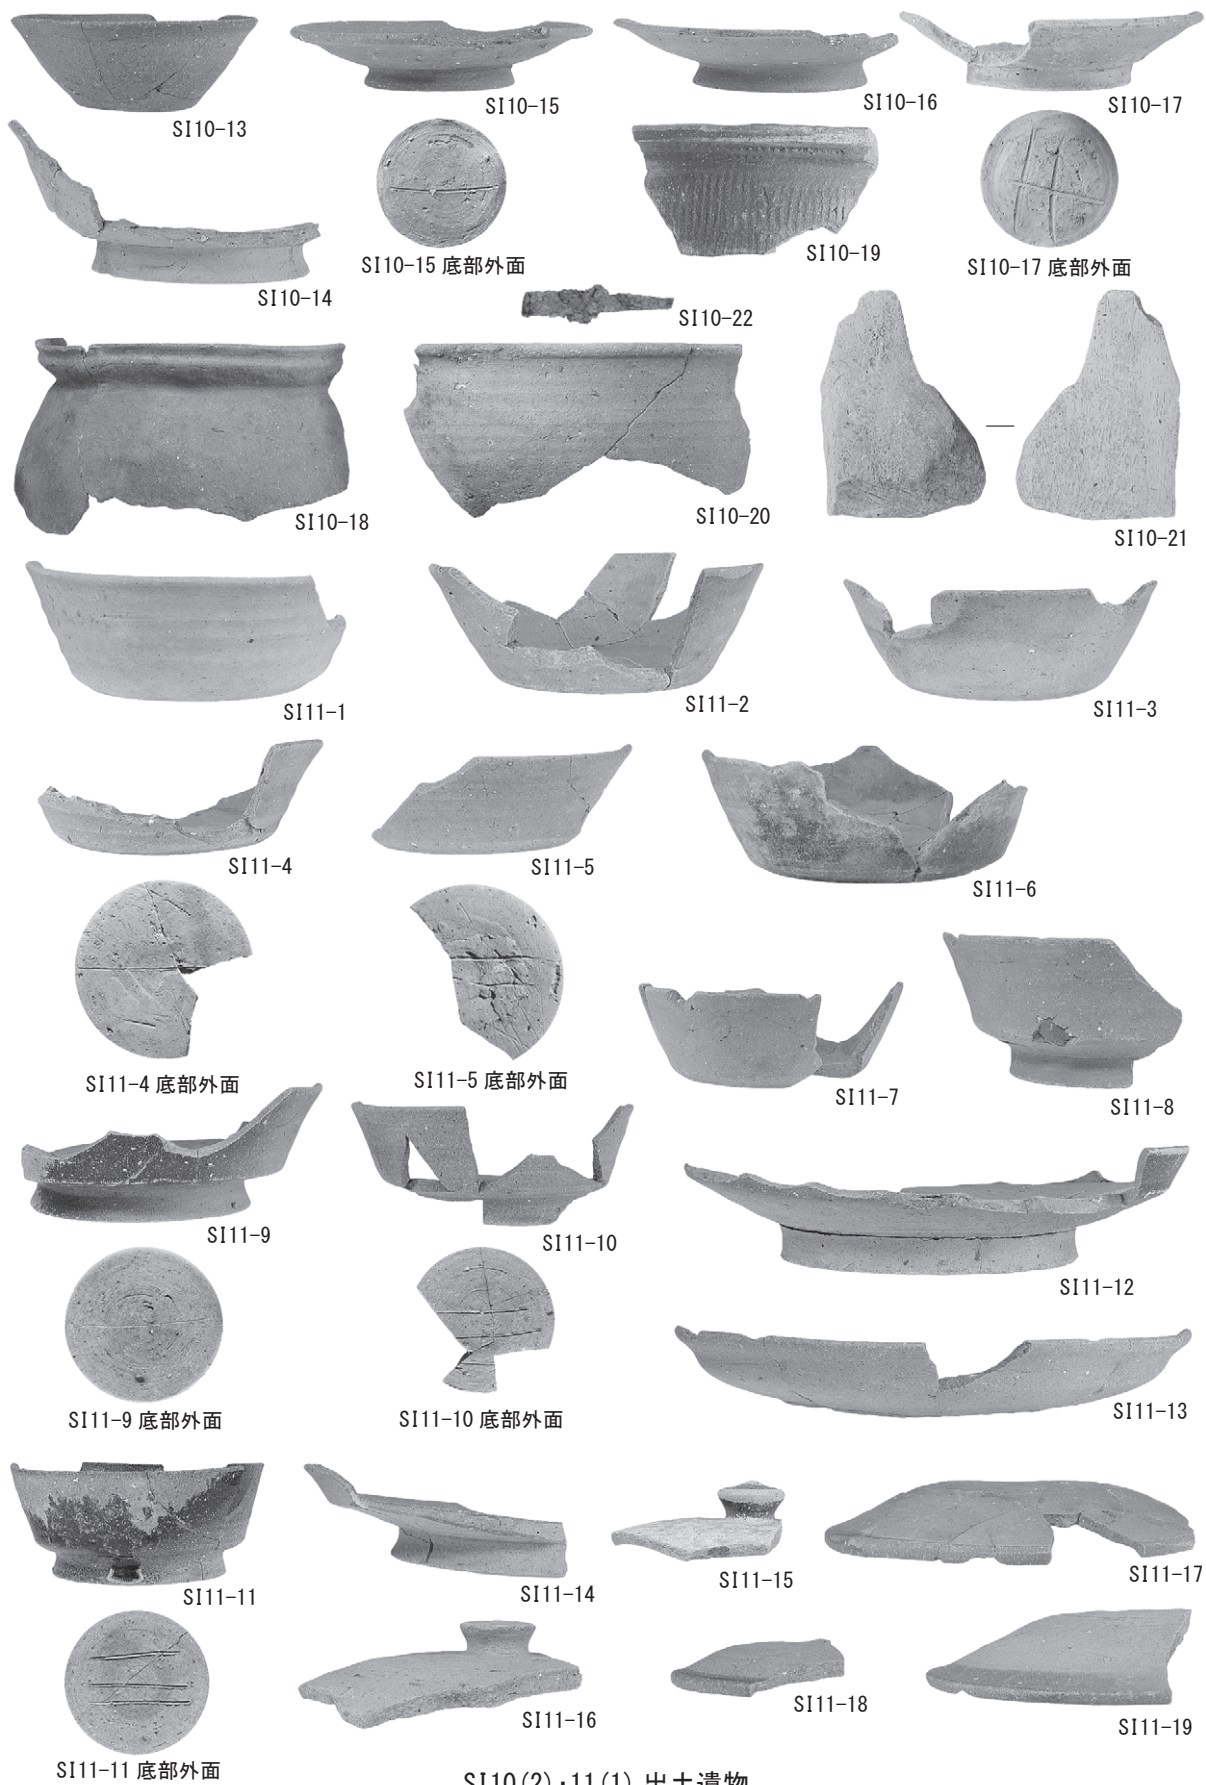 SI10-13
SI10-15
SI10-16
SI10-17
SI10-14
SI10-15 底部外面
SI10-19
SI10-17 底部外面
SI10-22
SI10-18
SI10-20
SI10-21
SI11-1
SI11-2
SI11-3
SI11-4
SI11-5
SI11-6
SI11-4 底部外面
SI11-5 底部外面
SI11-7
SI11-8
SI11-9
SI11-10
SI11-12
SI11-9 底部外面
SI11-10 底部外面
SI11-13
SI11-11
SI11-14
SI11-15
SI11-17
SI11-11 底部外面
SI11-16
SI11-18
SI11-19
SI10(2)・11(1) 出土遺物